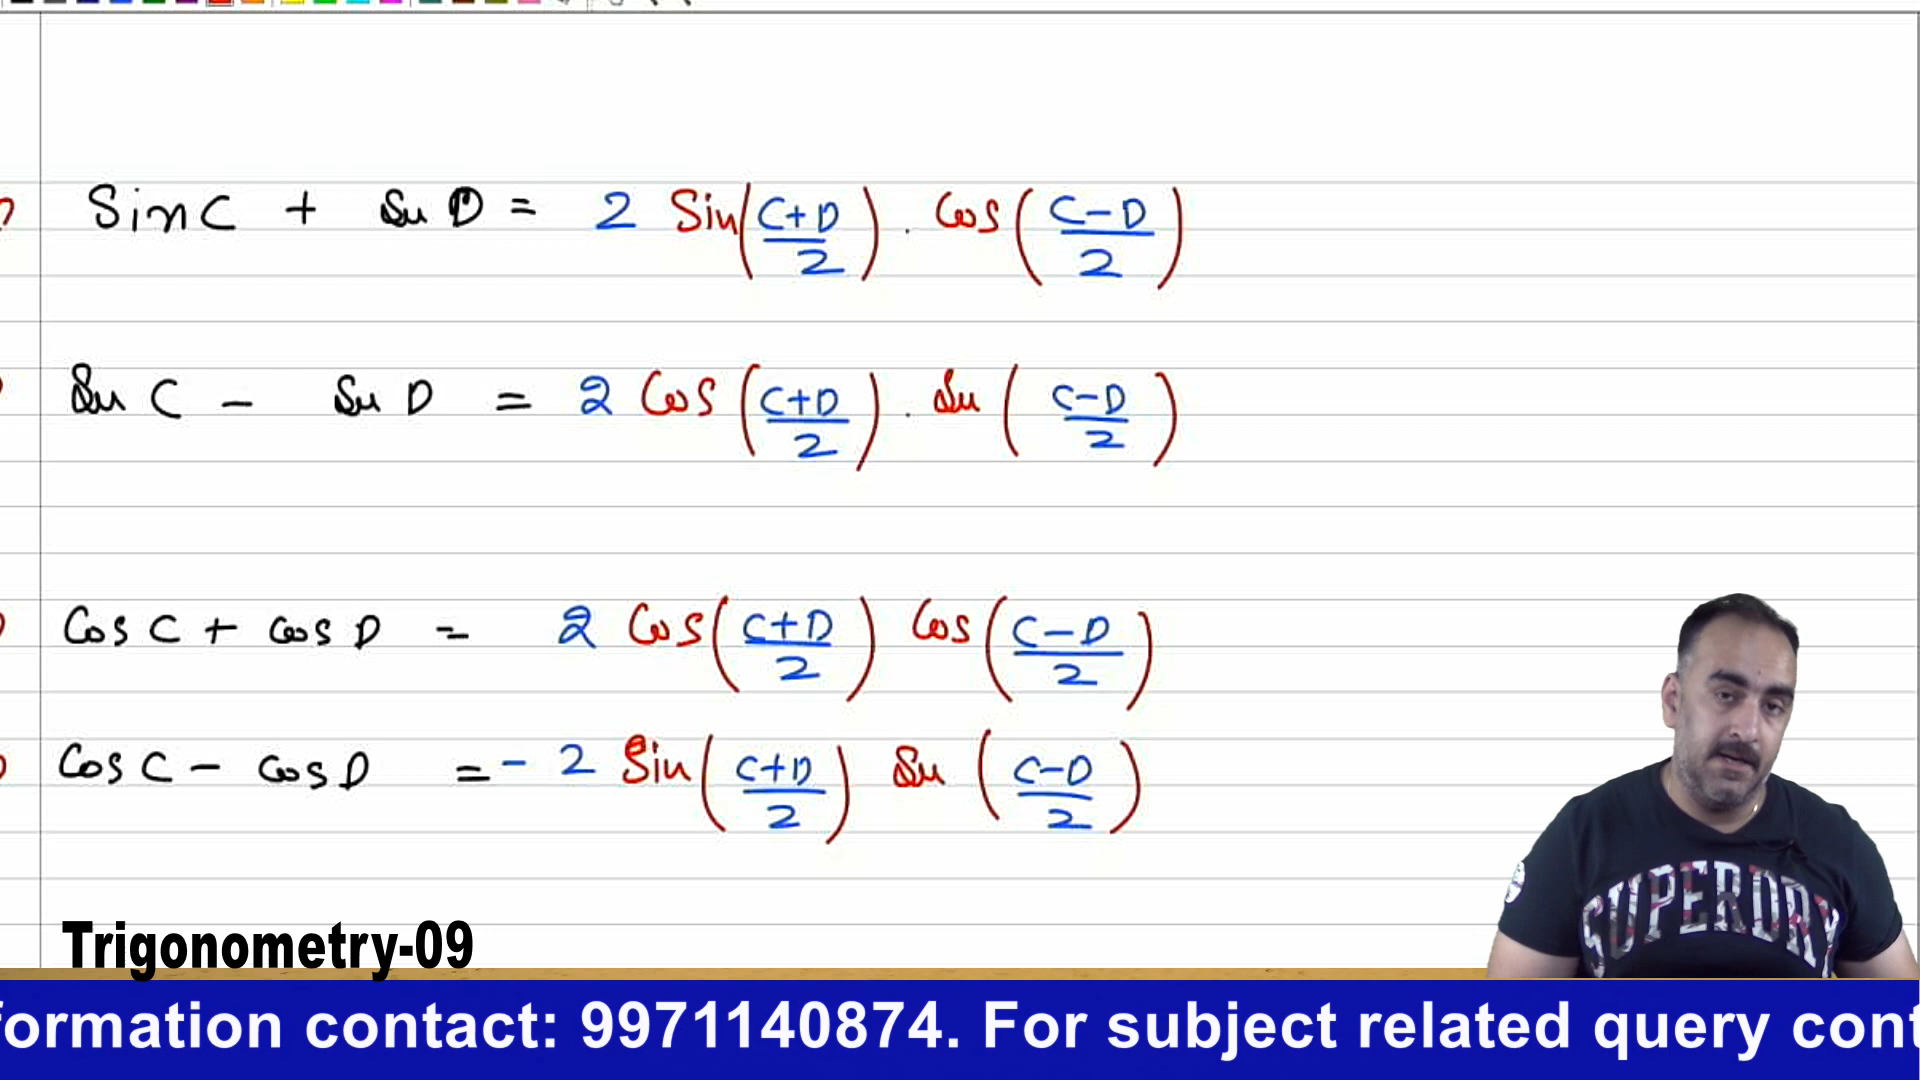 Sin C + Sin D = 2 Sin(C+D/2) . Cos(C-D/2)
Sin C - Sin D = 2 Cos(C+D/2) . Sin(C-D/2)
Cos C + Cos D = 2 Cos(C+D/2) Cos(C-D/2)
Cos C - Cos D = - 2 Sin(C+D/2) Sin(C-D/2)
SUPERDRY
Trigonometry-09
formation contact: 9971140874. For subject related query cont